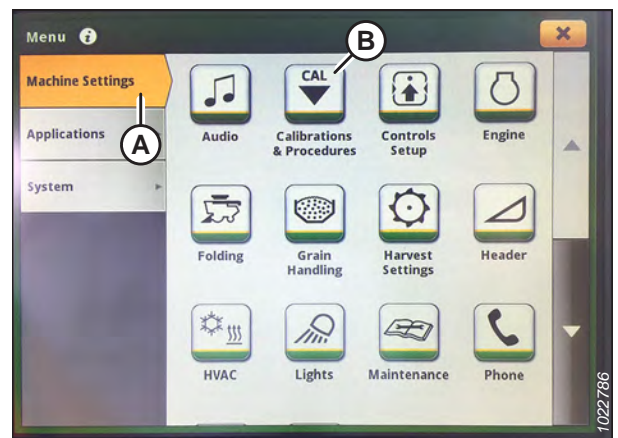 Menu i
B
Machine Settings
CAL
Audio
Calibrations
& Procedures
Controls
Setup
Engine
Applications
A
System
Folding
Grain
Handling
Harvest
Settings
Header
HVAC
Lights
Maintenance
Phone
1022786